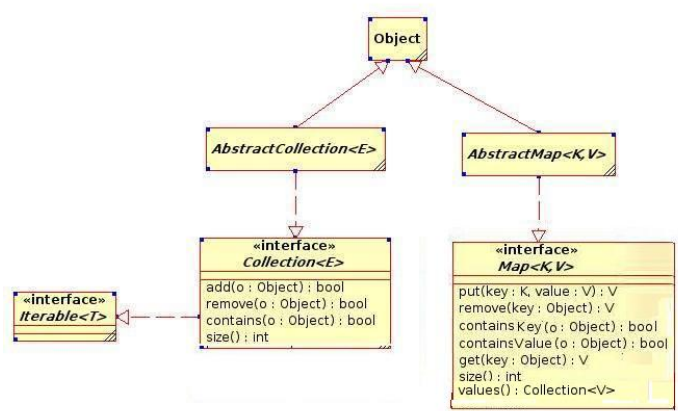 Object
AbstractCollection<E>
AbstractMap<K,V>
«interface»
Collection<E>
add(o : Object) : bool
remove(o : Object) : bool
contains(o : Object) : bool
size() : int
«interface»
Iterable<T>
«interface»
Map<K,V>
put(key : K, value : V) : V
remove(key : Object) : V
containsKey(o : Object) : bool
containsValue(o : Object) : bool
get(key : Object) : V
size() : int
values() : Collection<V>